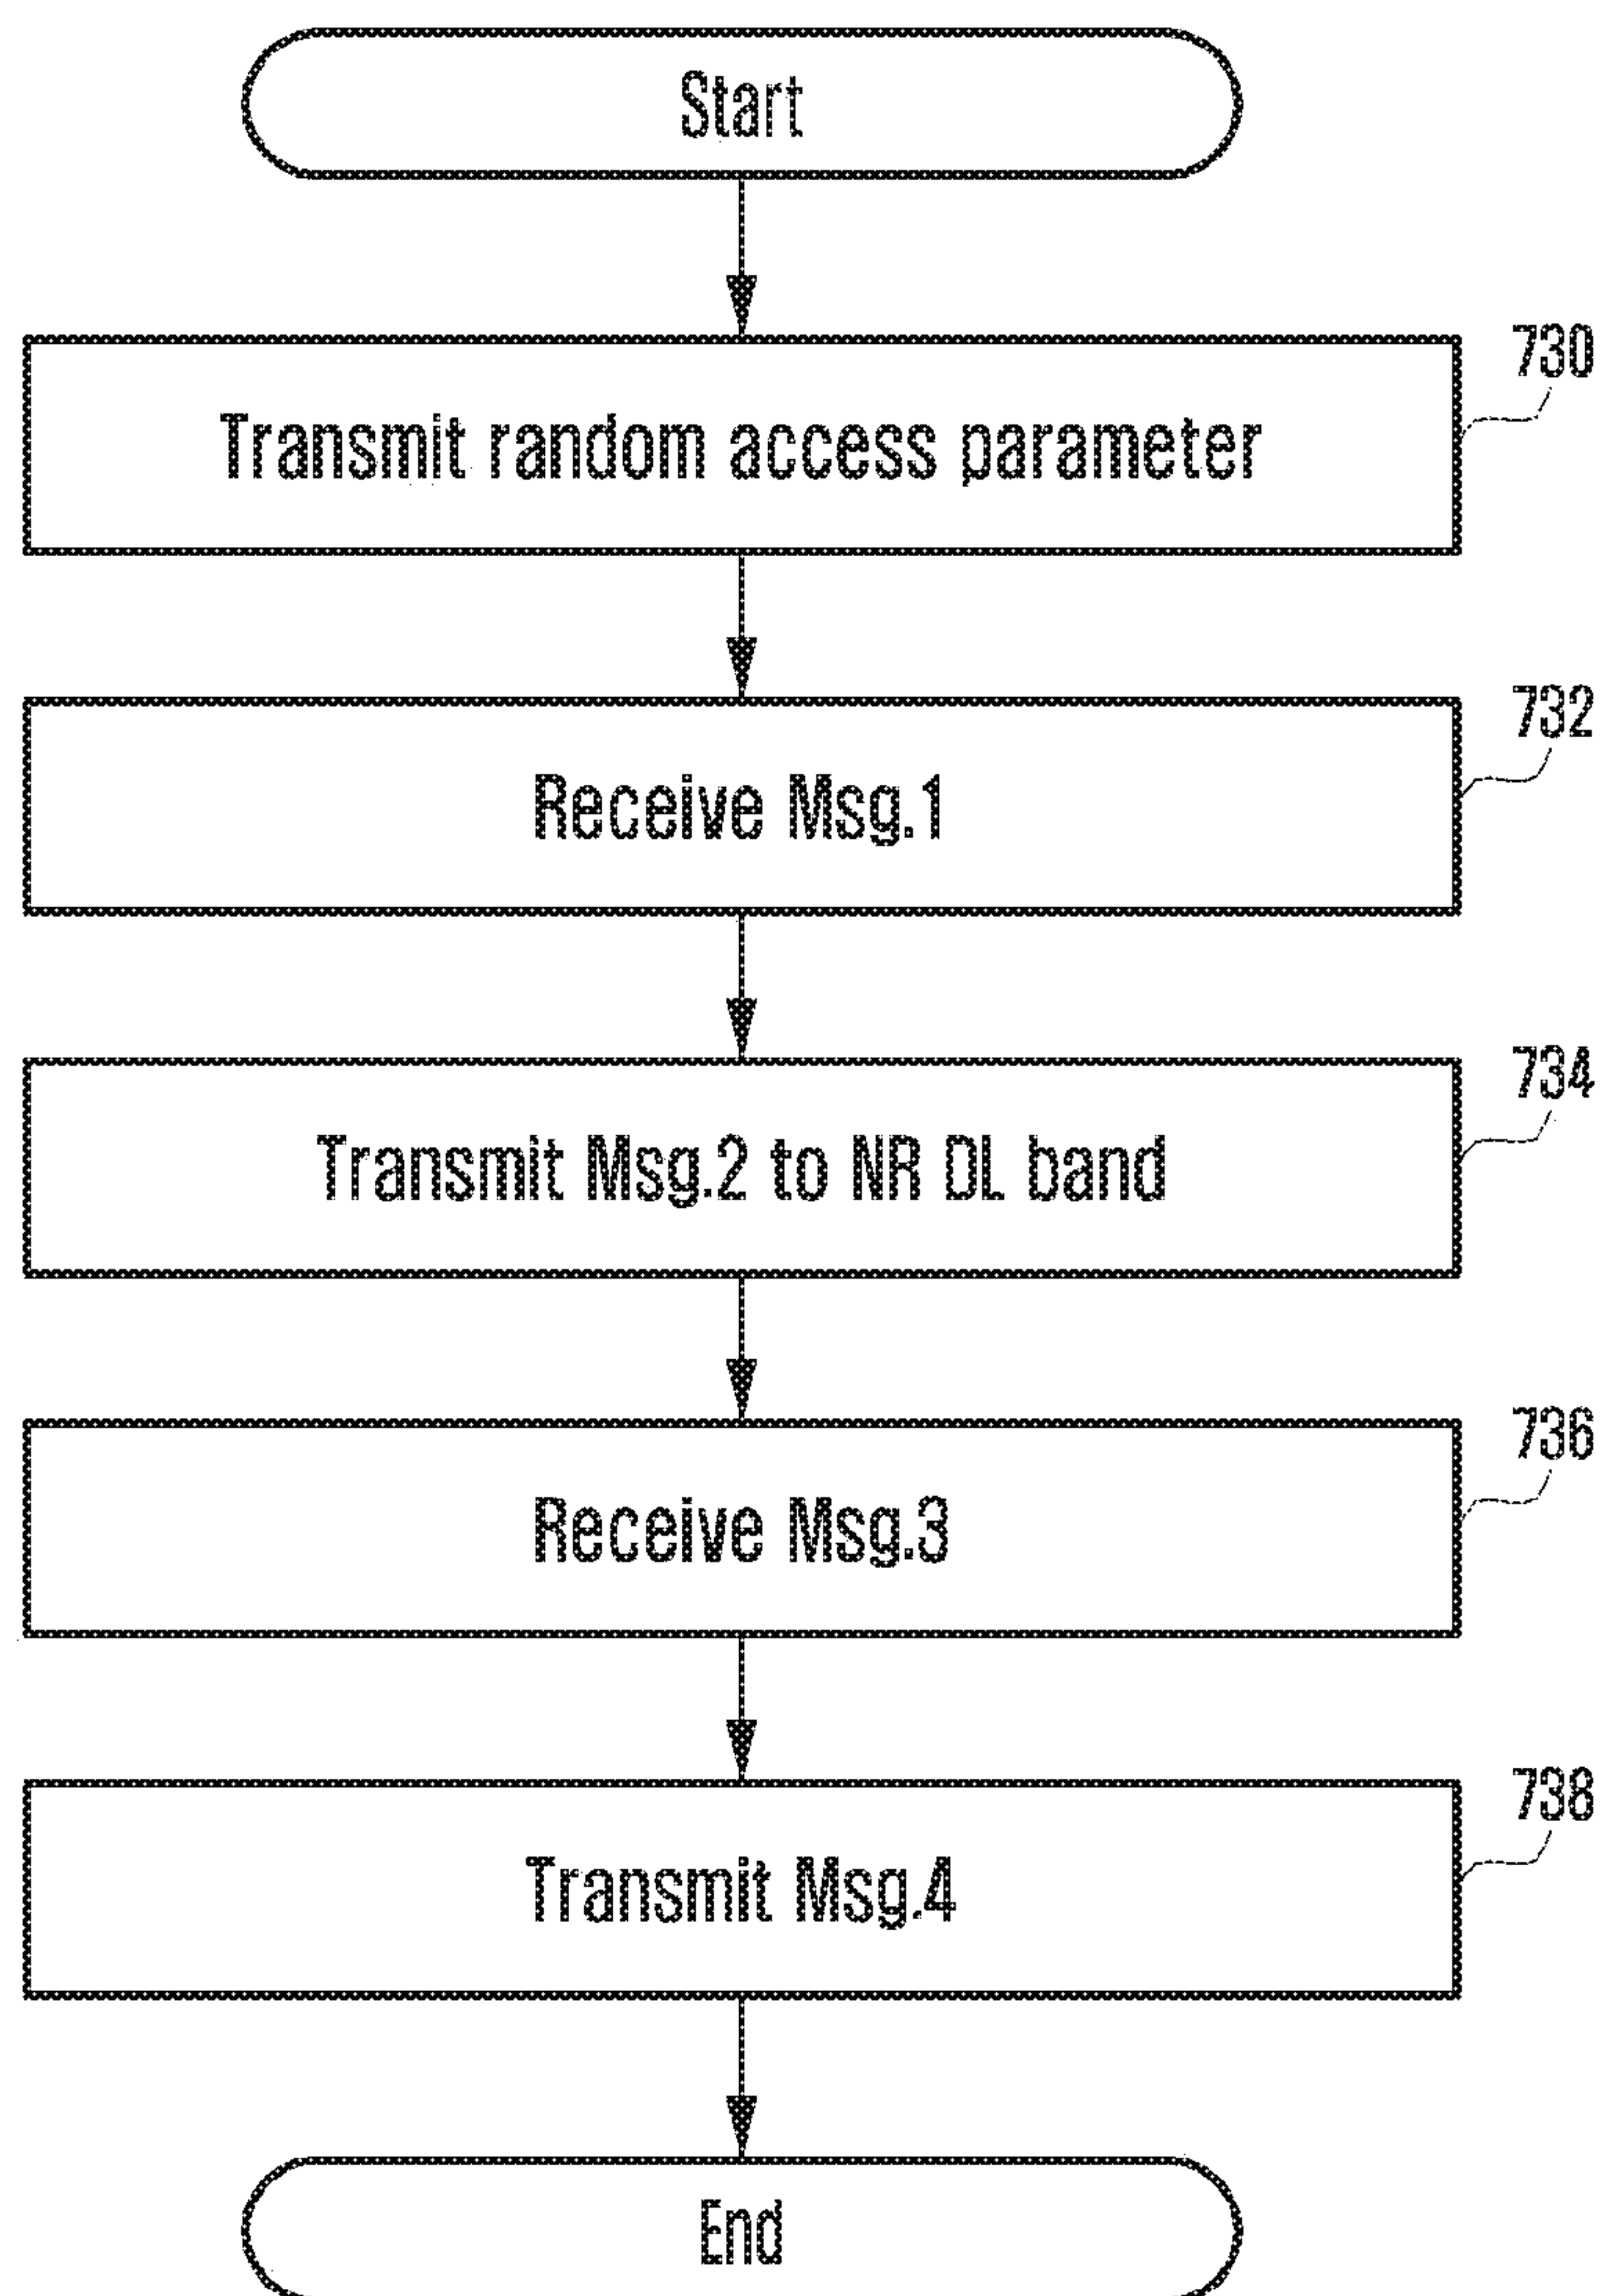 Start
730
Transmit random access parameter
732
Receive Msg.1
734
Transmit Msg.2 to NR DL band
736
Receive Msg.3
738
Transmit Msg.4
End